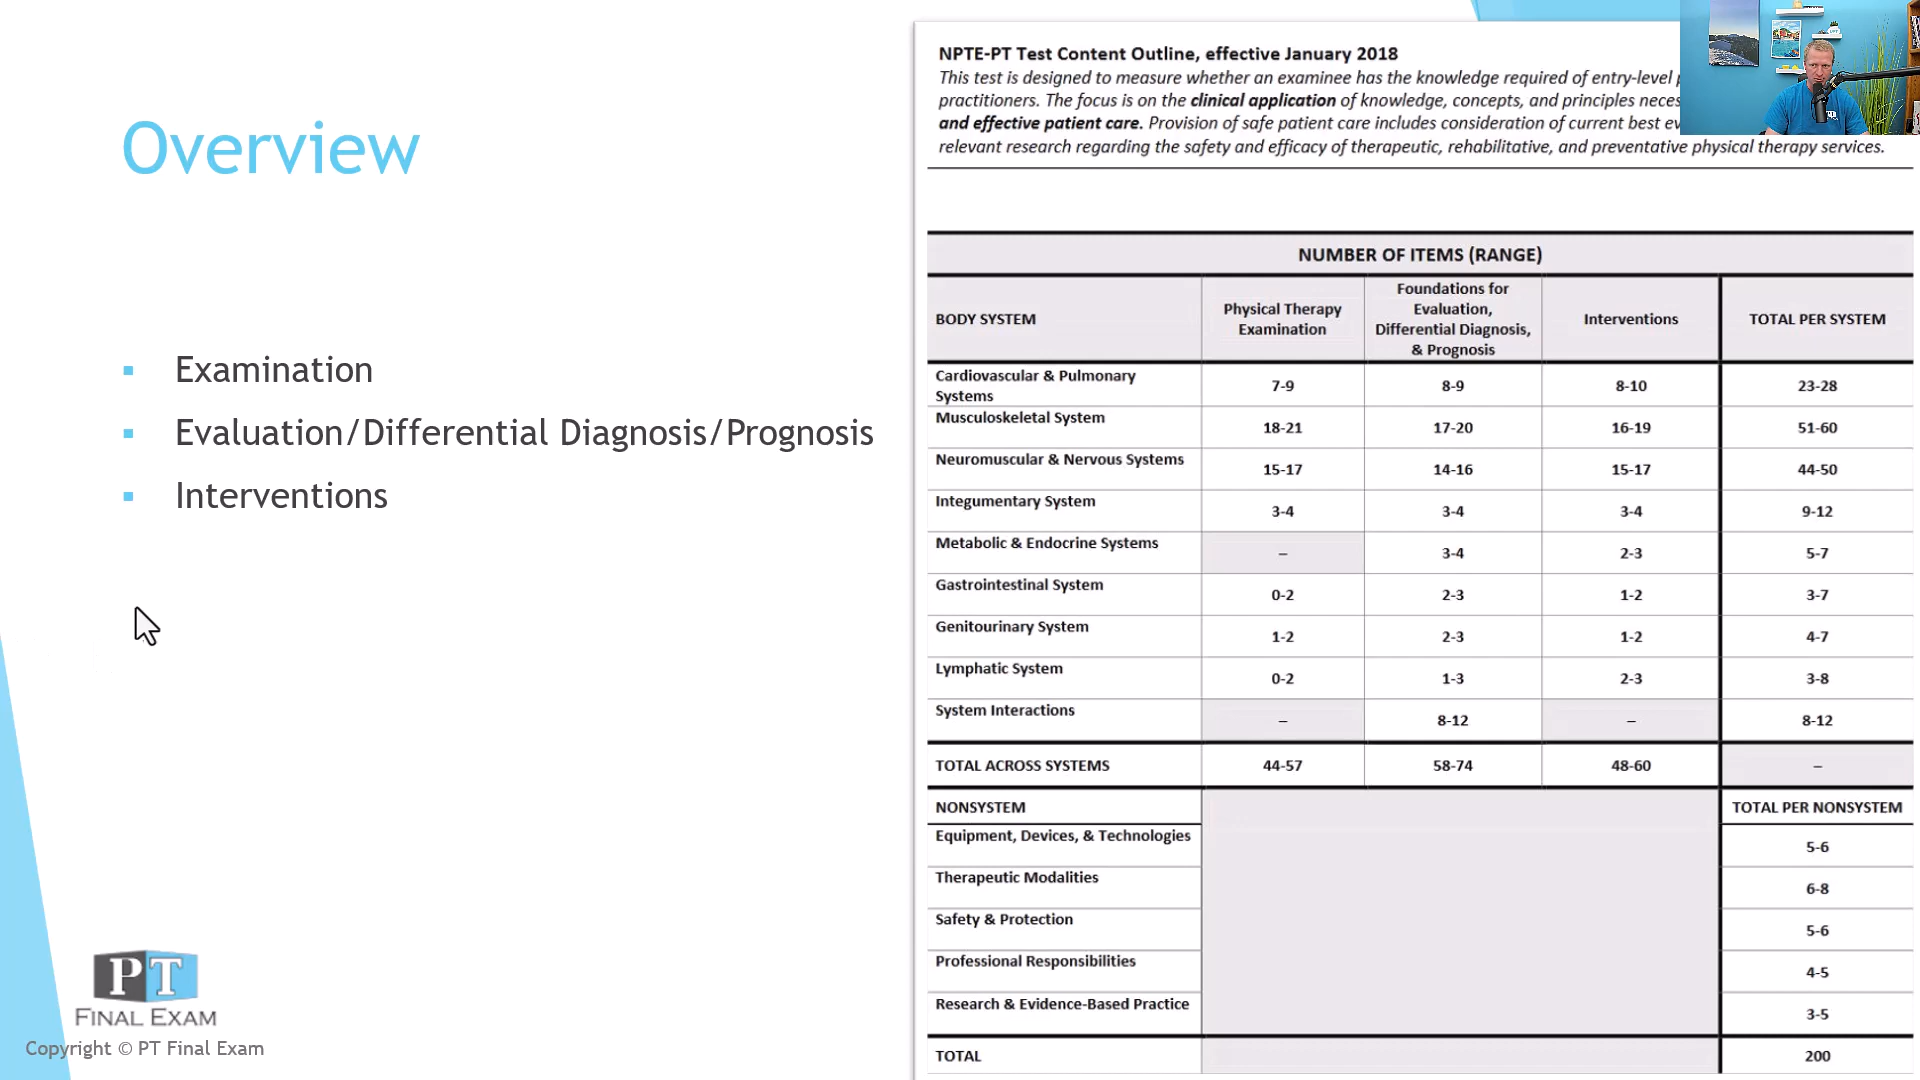 Overview
▪ Examination
▪ Evaluation/Differential Diagnosis/Prognosis
▪ Interventions
PT
FINAL EXAM
Copyright © PT Final Exam
NPTE-PT Test Content Outline, effective January 2018
This test is designed to measure whether an examinee has the knowledge required of entry-level
practitioners. The focus is on the clinical application of knowledge, concepts, and principles
and effective patient care. Provision of safe patient care includes consideration of current best
relevant research regarding the safety and efficacy of therapeutic, rehabilitative, and preventative physical therapy services.
NUMBER OF ITEMS (RANGE)
BODY SYSTEM Physical Therapy Examination Foundations for Evaluation, Differential Diagnosis, & Prognosis Interventions TOTAL PER SYSTEM
Cardiovascular & Pulmonary Systems 7-9 8-9 8-10 23-28
Musculoskeletal System 18-21 17-20 16-19 51-60
Neuromuscular & Nervous Systems 15-17 14-16 15-17 44-50
Integumentary System 3-4 3-4 3-4 9-12
Metabolic & Endocrine Systems – 3-4 2-3 5-7
Gastrointestinal System 0-2 2-3 1-2 3-7
Genitourinary System 1-2 2-3 1-2 4-7
Lymphatic System 0-2 1-3 2-3 3-8
System Interactions – 8-12 – 8-12
TOTAL ACROSS SYSTEMS 44-57 58-74 48-60 –
NONSYSTEM TOTAL PER NONSYSTEM
Equipment, Devices, & Technologies 5-6
Therapeutic Modalities 6-8
Safety & Protection 5-6
Professional Responsibilities 4-5
Research & Evidence-Based Practice 3-5
TOTAL 200